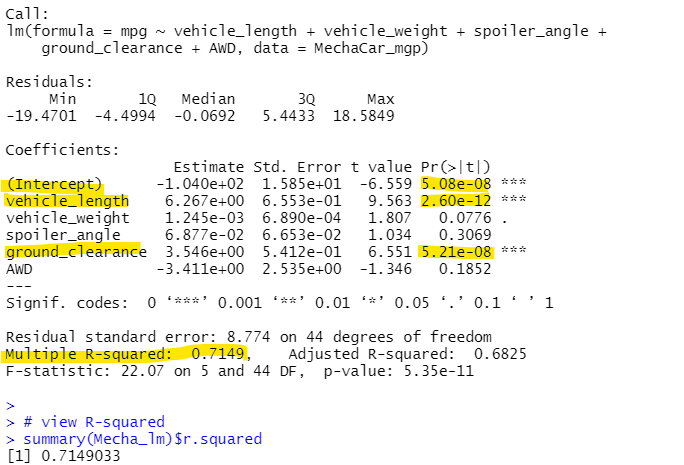 Call:
lm(formula = mpg ~ vehicle_length + vehicle_weight + spoiler_angle +
    ground_clearance + AWD, data = MechaCar_mgp)

Residuals:
     Min       1Q   Median       3Q      Max
-19.4701  -4.4994  -0.0692   5.4433  18.5849

Coefficients:
                   Estimate Std. Error t value Pr(>|t|)
(Intercept)      -1.040e+02  1.585e+01  -6.559 5.08e-08 ***
vehicle_length    6.267e+00  6.553e-01   9.563 2.60e-12 ***
vehicle_weight    1.245e-03  6.890e-04   1.807   0.0776 .
spoiler_angle     6.877e-02  6.653e-02   1.034   0.3069
ground_clearance  3.546e+00  5.412e-01   6.551 5.21e-08 ***
AWD              -3.411e+00  2.535e+00  -1.346   0.1852
---
Signif. codes:  0 ‘***’ 0.001 ‘**’ 0.01 ‘*’ 0.05 ‘.’ 0.1 ‘ ’ 1

Residual standard error: 8.774 on 44 degrees of freedom
Multiple R-squared:  0.7149,    Adjusted R-squared:  0.6825
F-statistic: 22.07 on 5 and 44 DF,  p-value: 5.35e-11

>
> # view R-squared
> summary(Mecha_lm)$r.squared
[1] 0.7149033